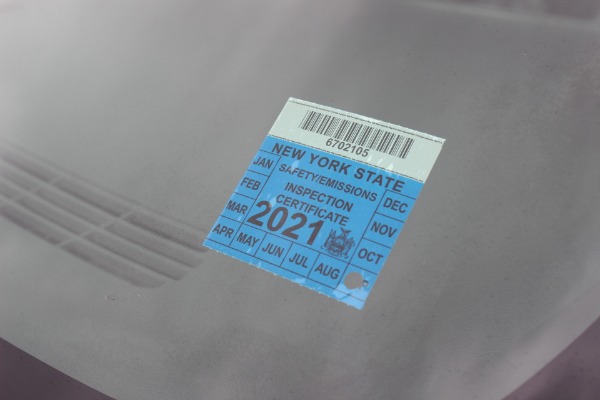 6702105
NEW YORK STATE
SAFETY/EMISSIONS
INSPECTION
CERTIFICATE
2021
JAN
FEB
MAR
APR
MAY
JUN
JUL
AUG
OCT
NOV
DEC